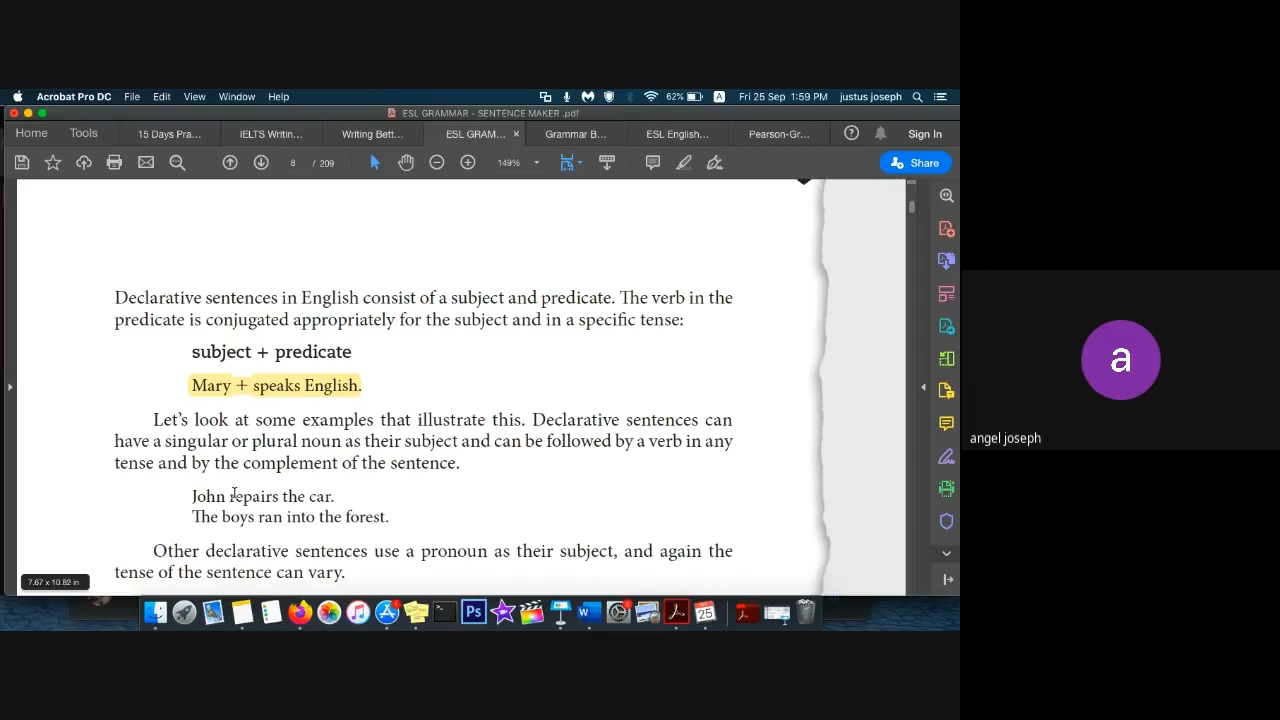 Acrobat Pro DC File Edit View Window Help 62% A Fri 25 Sep 1:59 PM justus joseph
ESL GRAMMAR - SENTENCE MAKER .pdf
Home Tools 15 Days Pra... IELTS Writin... Writing Bett... ESL GRAM... × Grammar B... ESL English... Pearson-Gr... Sign In
8 / 209 149% Share
Declarative sentences in English consist of a subject and predicate. The verb in the
predicate is conjugated appropriately for the subject and in a specific tense:
subject + predicate
Mary + speaks English.
Let's look at some examples that illustrate this. Declarative sentences can
have a singular or plural noun as their subject and can be followed by a verb in any
tense and by the complement of the sentence.
John repairs the car.
The boys ran into the forest.
Other declarative sentences use a pronoun as their subject, and again the
tense of the sentence can vary.
7.67 x 10.82 in
Ps
W
25
a
angel joseph